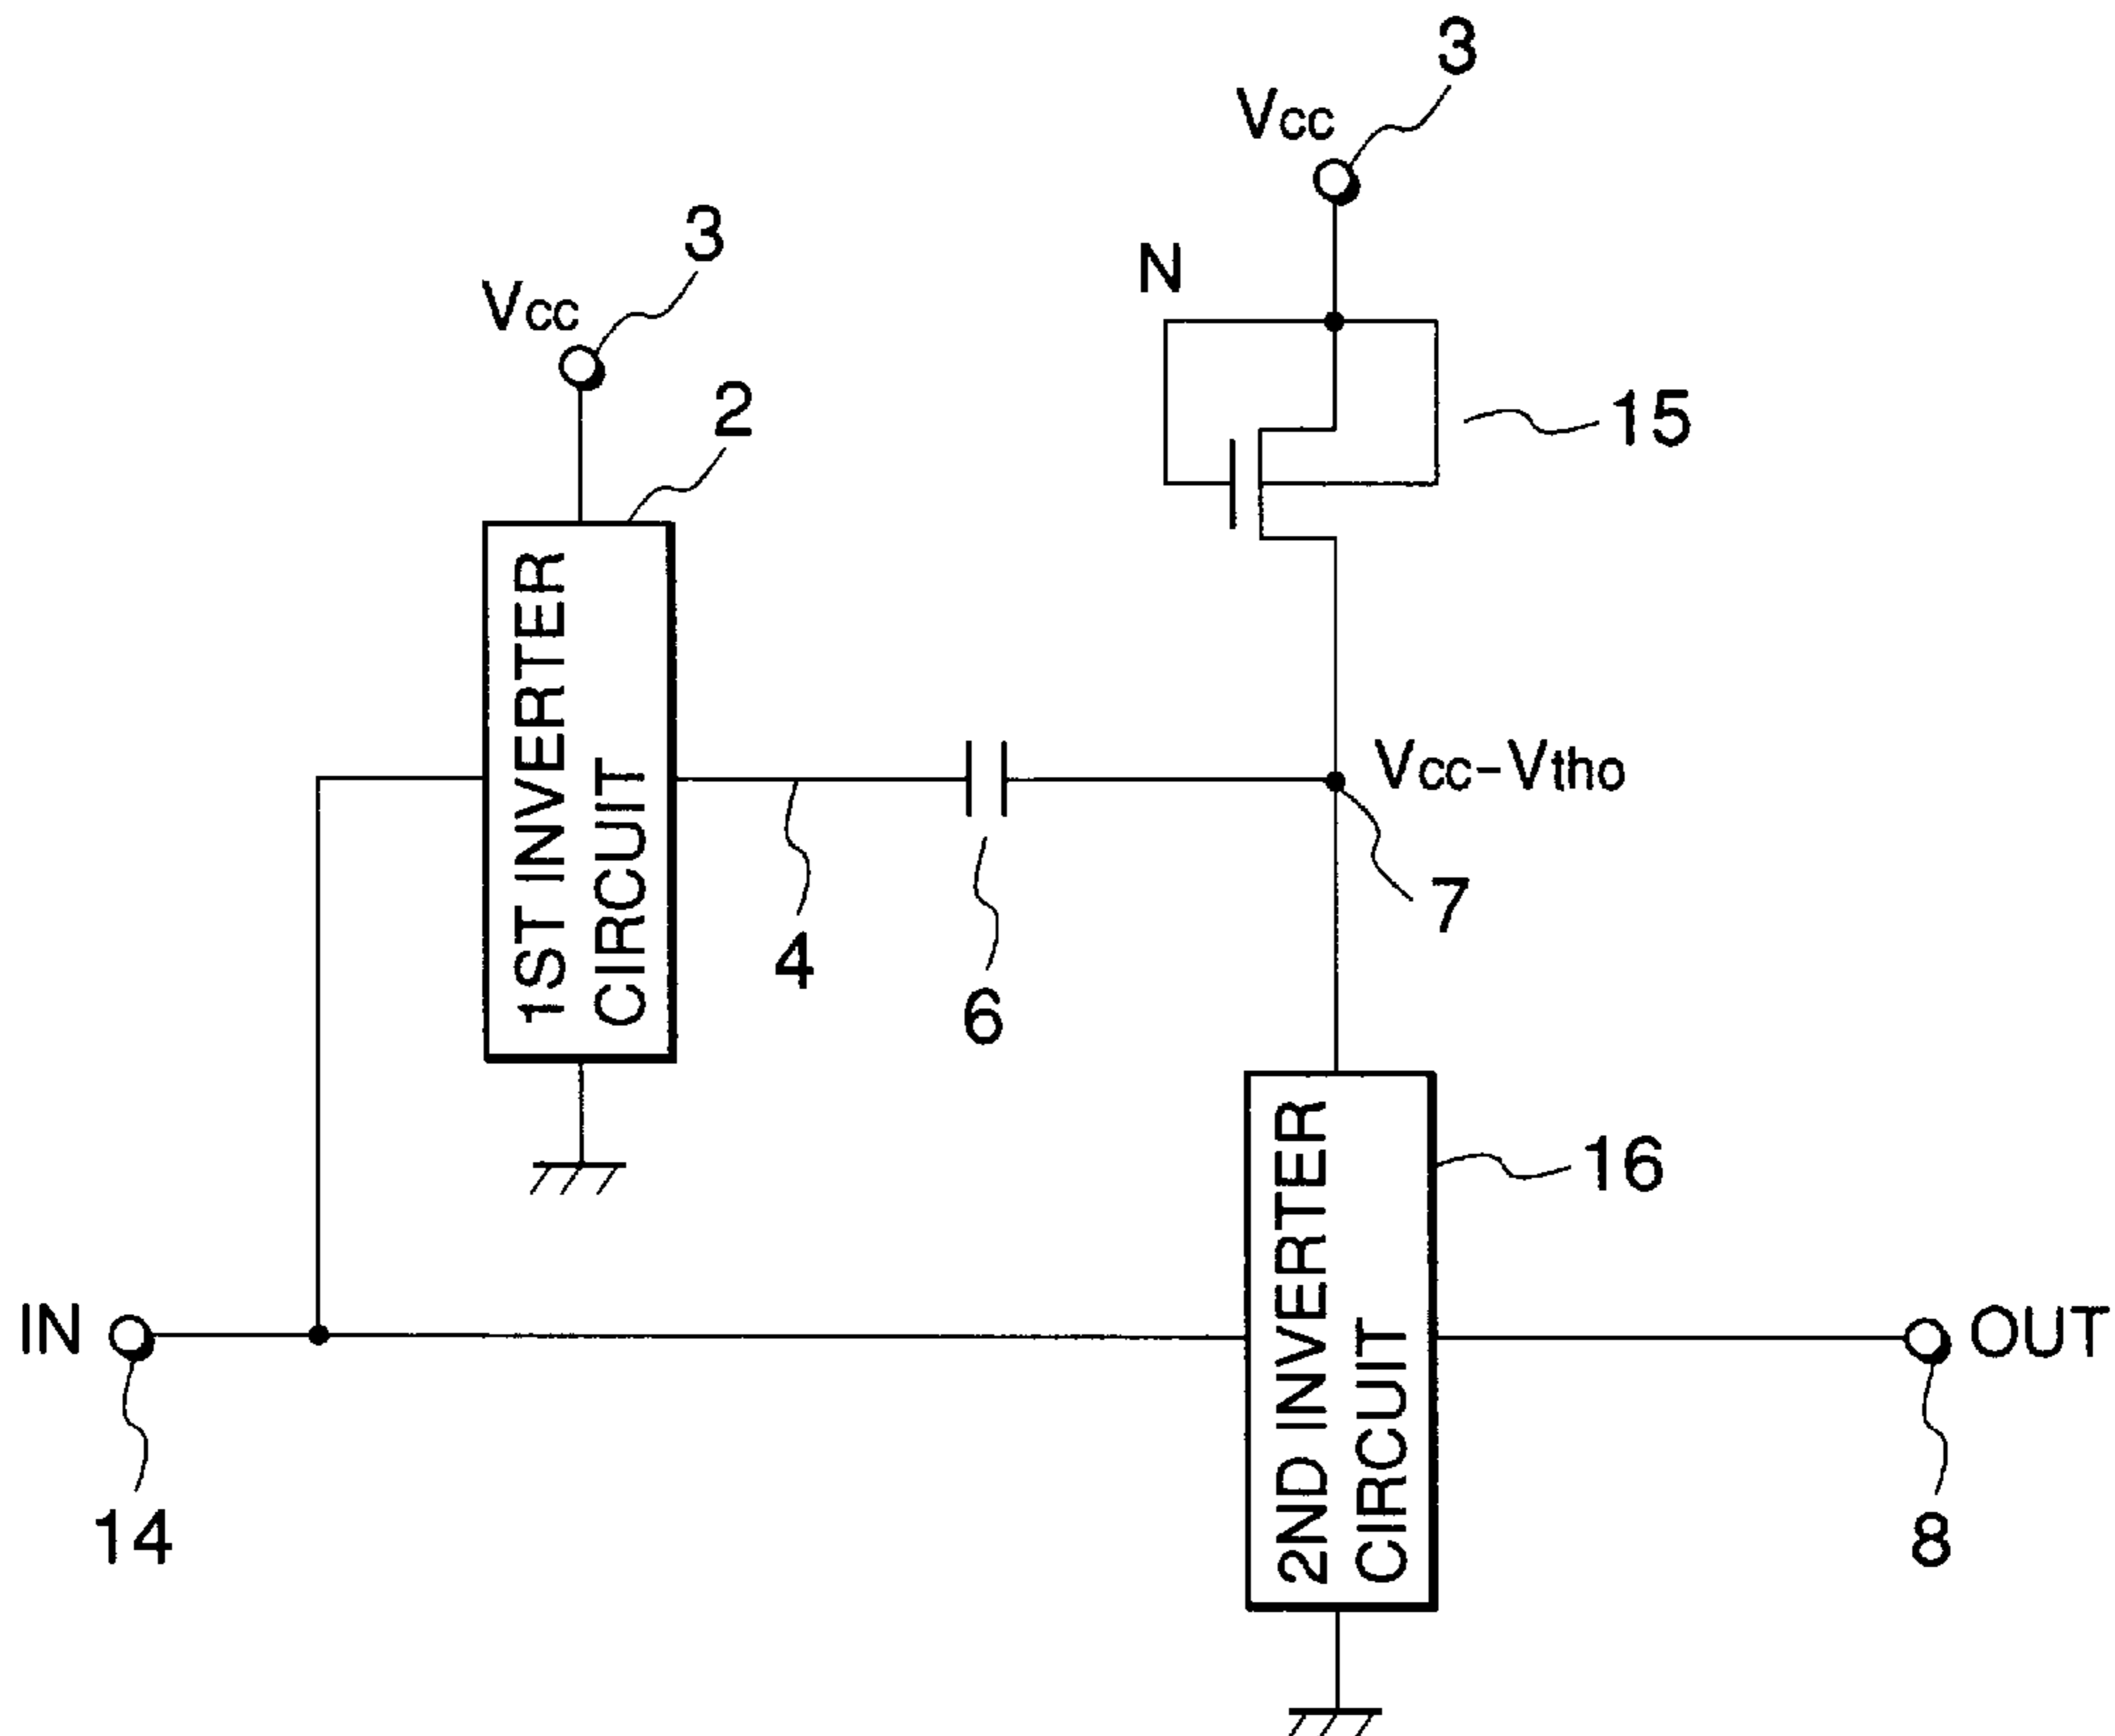 3
Vcc
3
N
Vcc
15
2
1ST INVERTER
CIRCUIT
Vcc-Vtho
4
7
6
2ND INVERTER
CIRCUIT
16
IN
OUT
14
8